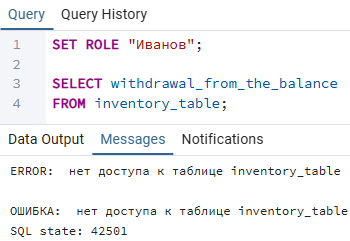 Query Query History
1 SET ROLE "Иванов";
2
3 SELECT withdrawal_from_the_balance
4 FROM inventory_table;
Data Output Messages Notifications
ERROR:  нет доступа к таблице inventory_table
ОШИБКА:  нет доступа к таблице inventory_table
SQL state: 42501